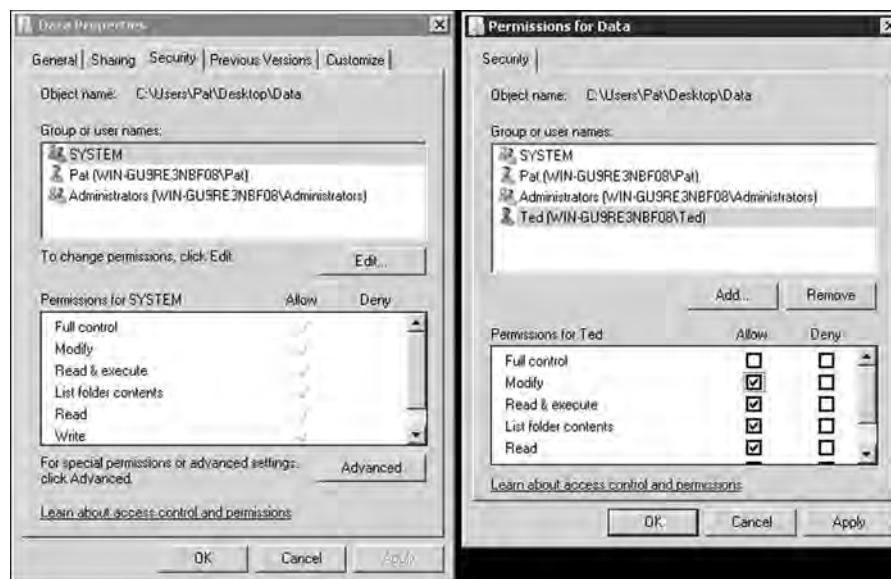 Data Properties
General Sharing Security Previous Versions Customize
Object name: C:\Users\Pat\Desktop\Data
Group or user names:
SYSTEM
Pat (WIN-GU9RE3NBF08\Pat)
Administrators (WIN-GU9RE3NBF08\Administrators)
To change permissions, click Edit.
Edit...
Permissions for SYSTEM Allow Deny
Full control
Modify
Read & execute
List folder contents
Read
Write
For special permissions or advanced settings, click Advanced.
Advanced
Learn about access control and permissions
OK Cancel Apply
Permissions for Data
Security
Object name: C:\Users\Pat\Desktop\Data
Group or user names:
SYSTEM
Pat (WIN-GU9RE3NBF08\Pat)
Administrators (WIN-GU9RE3NBF08\Administrators)
Ted (WIN-GU9RE3NBF08\Ted)
Add... Remove
Permissions for Ted Allow Deny
Full control
Modify
Read & execute
List folder contents
Read
Learn about access control and permissions
OK Cancel Apply